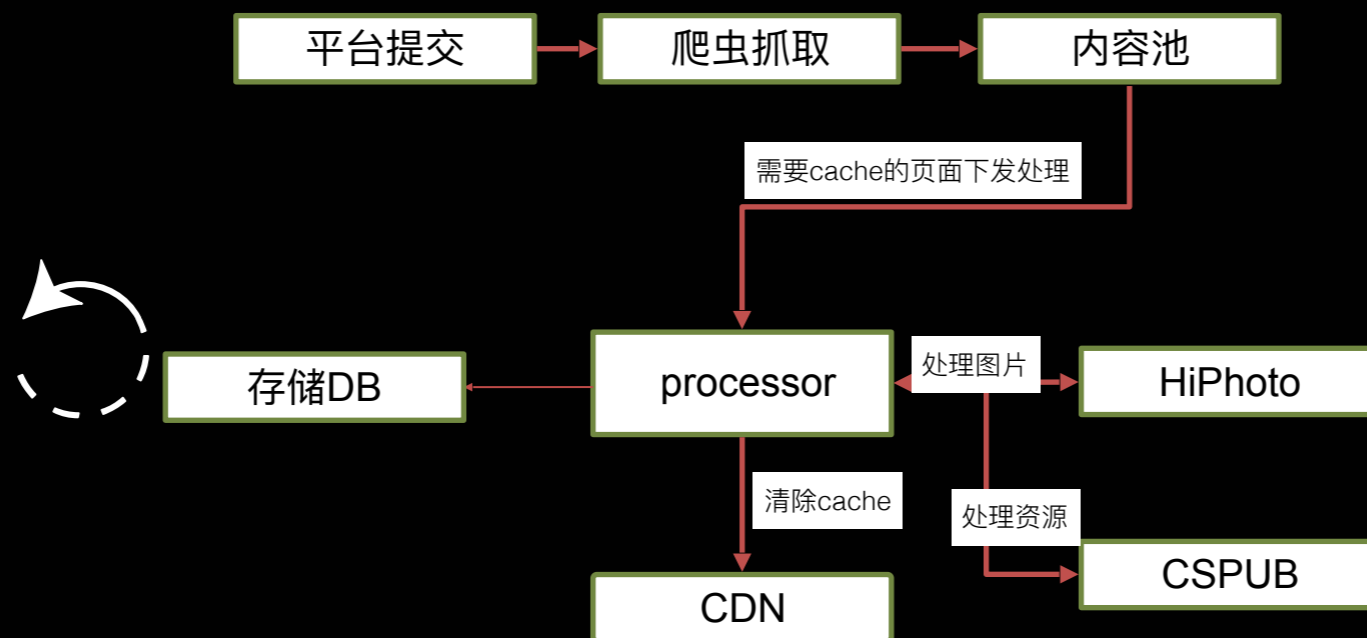 平台提交
爬虫抓取
内容池
需要cache的页面下发处理
存储DB
processor
处理图片
HiPhoto
清除cache
处理资源
CSPUB
CDN